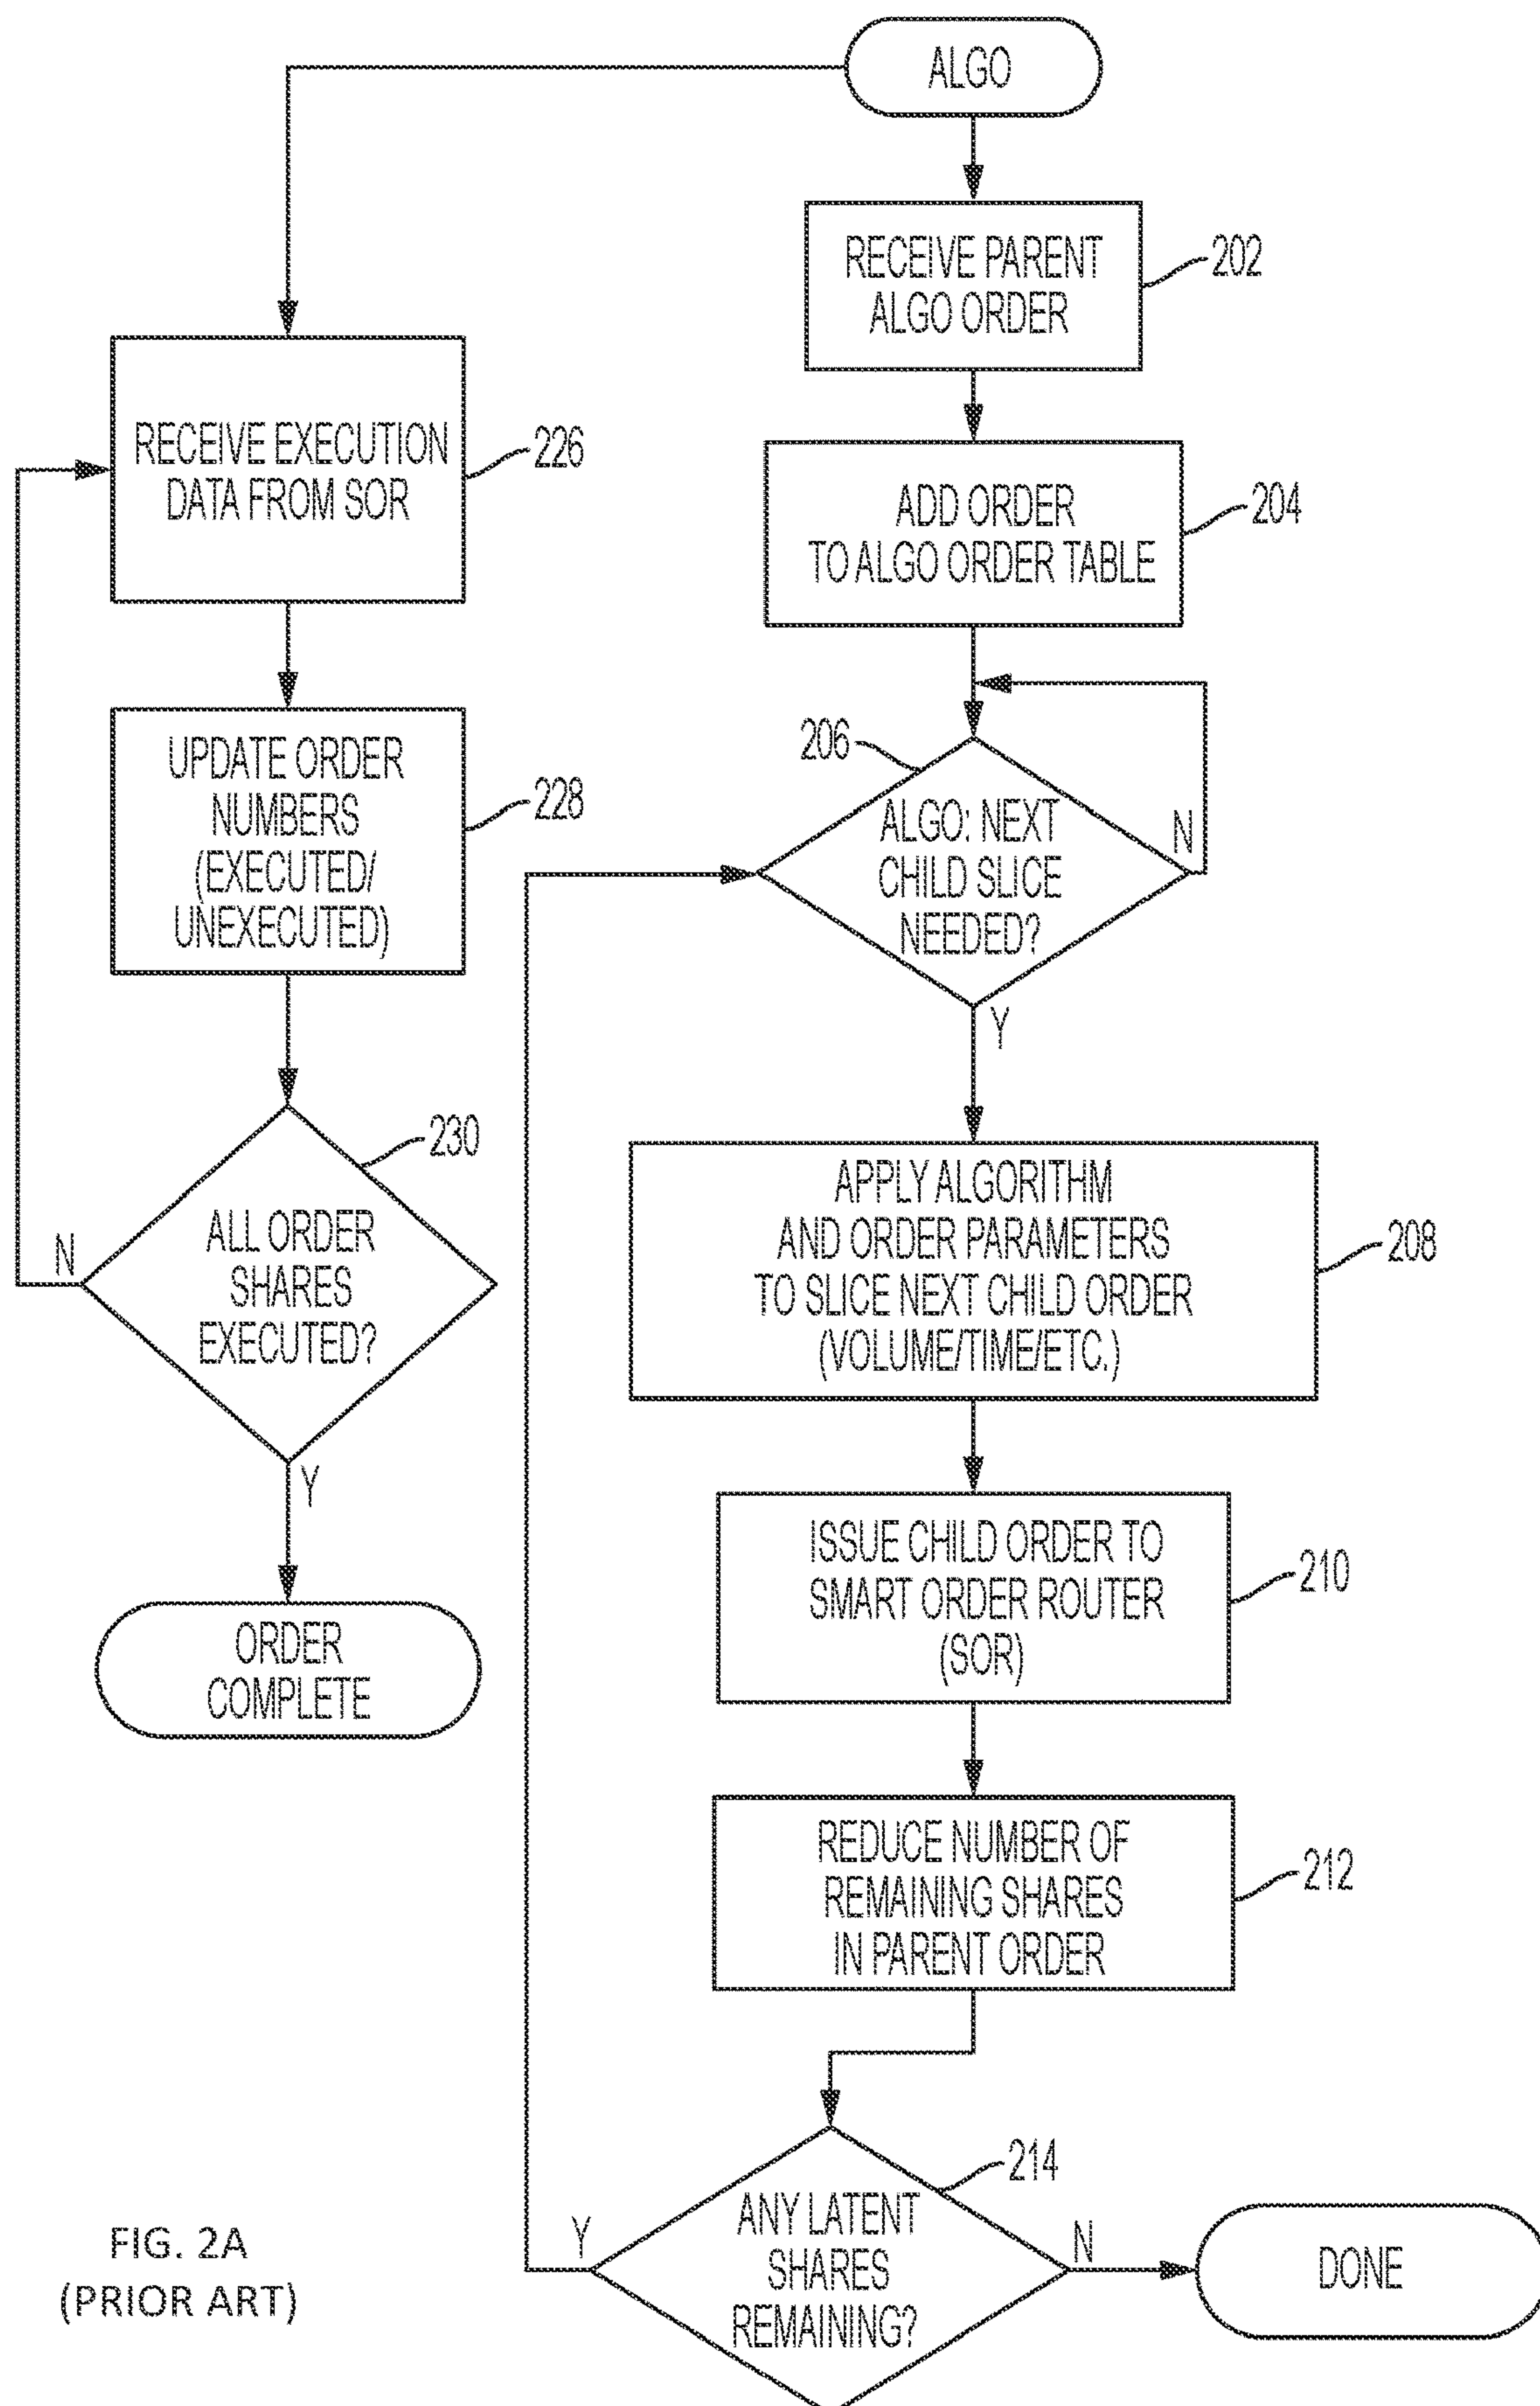 ALGO
RECEIVE PARENT
ALGO ORDER
202
ADD ORDER
TO ALGO ORDER TABLE
204
206
ALGO: NEXT
CHILD SLICE
NEEDED?
N
Y
APPLY ALGORITHM
AND ORDER PARAMETERS
TO SLICE NEXT CHILD ORDER
(VOLUME/TIME/ETC.)
208
ISSUE CHILD ORDER TO
SMART ORDER ROUTER
(SOR)
210
REDUCE NUMBER OF
REMAINING SHARES
IN PARENT ORDER
212
214
ANY LATENT
SHARES
REMAINING?
Y
N
DONE
RECEIVE EXECUTION
DATA FROM SOR
226
UPDATE ORDER
NUMBERS
(EXECUTED/
UNEXECUTED)
228
230
ALL ORDER
SHARES
EXECUTED?
N
Y
ORDER
COMPLETE
FIG. 2A
(PRIOR ART)